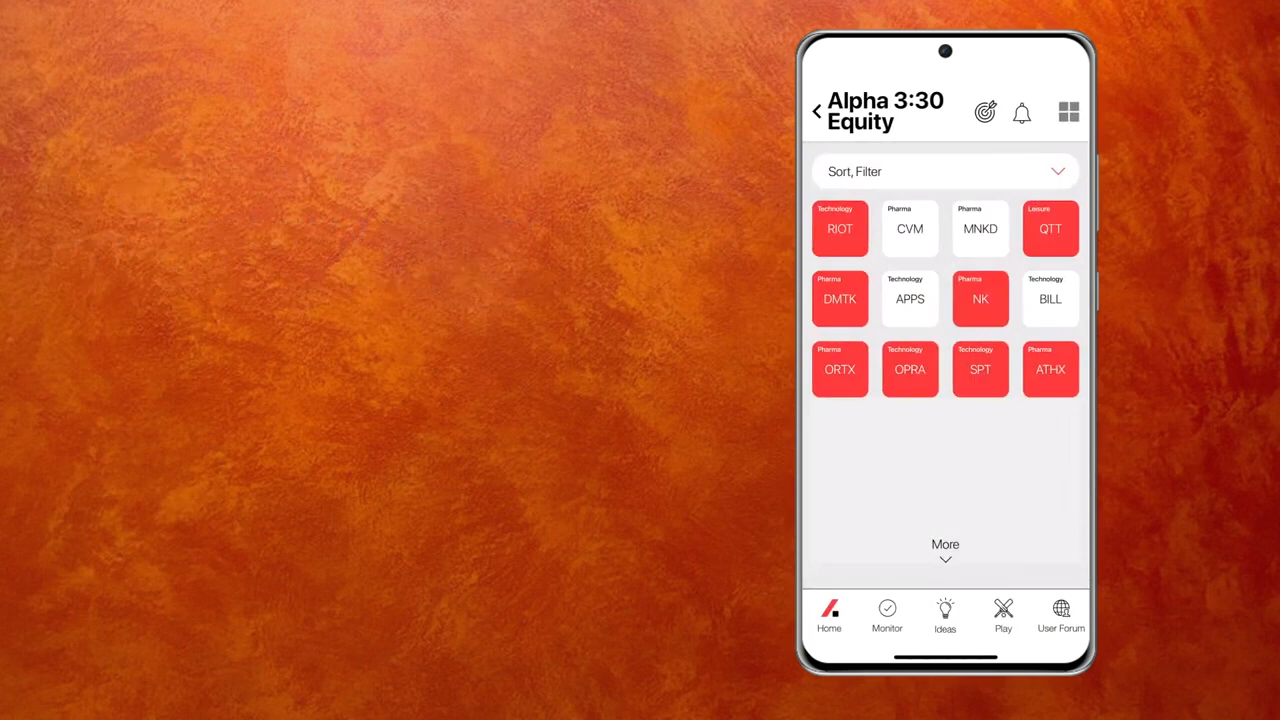 Alpha 3:30
Equity
Sort, Filter
Technology
RIOT
Pharma
CVM
Pharma
MNKD
Leisure
QTT
Pharma
DMTK
Technology
APPS
Pharma
NK
Technology
BILL
Pharma
ORTX
Technology
OPRA
Technology
SPT
Pharma
ATHX
More
Home
Monitor
Ideas
Play
User Forum